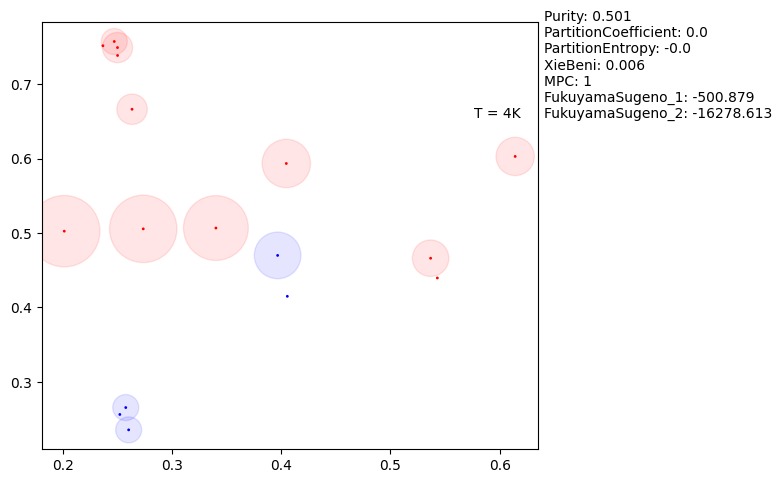 Purity: 0.501
PartitionCoefficient: 0.0
PartitionEntropy: -0.0
XieBeni: 0.006
MPC: 1
FukuyamaSugeno_1: -500.879
FukuyamaSugeno_2: -16278.613
T = 4K
0.7
0.6
0.5
0.4
0.3
0.2 0.3 0.4 0.5 0.6